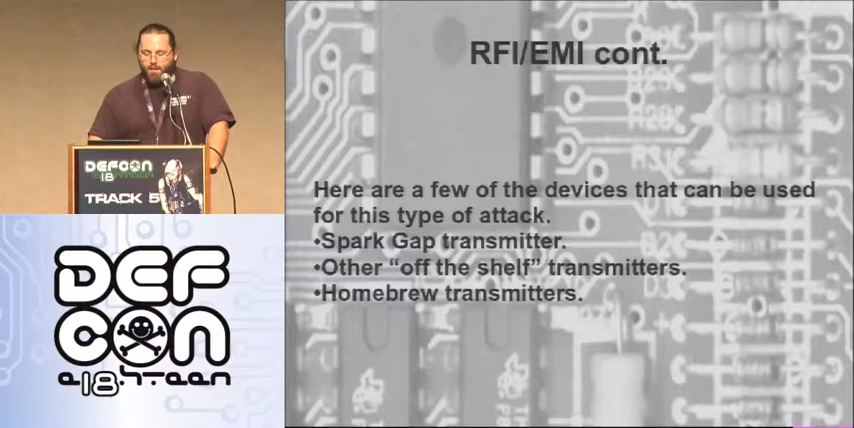 RFI/EMI cont.
Here are a few of the devices that can be used
for this type of attack.
•Spark Gap transmitter.
•Other “off the shelf” transmitters.
•Homebrew transmitters.
DEFCON
18
TRACK 5
DEF
CON
e18hteen